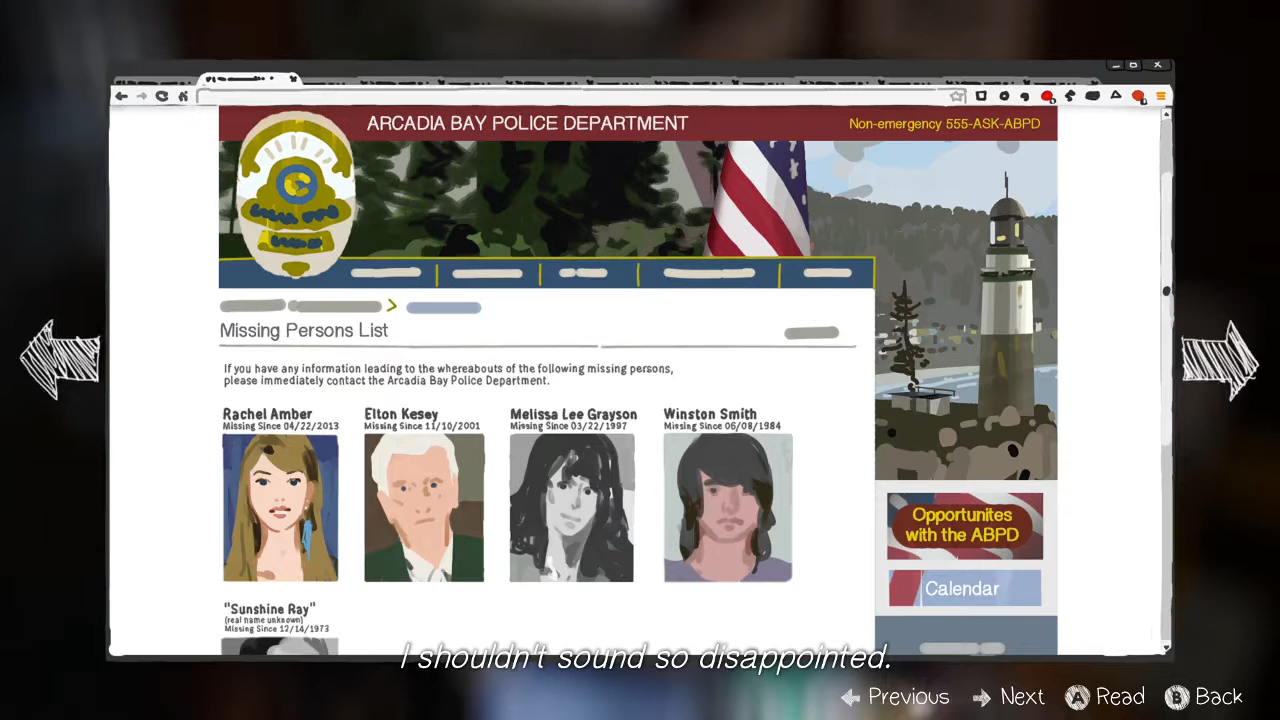 ARCADIA BAY POLICE DEPARTMENT
Non-emergency 555-ASK-ABPD
Missing Persons List
If you have any information leading to the whereabouts of the following missing persons,
please immediately contact the Arcadia Bay Police Department.
Rachel Amber
Missing Since 04/22/2013
Elton Kesey
Missing Since 11/10/2001
Melissa Lee Grayson
Missing Since 03/22/1997
Winston Smith
Missing Since 06/08/1984
"Sunshine Ray"
(real name unknown)
Missing Since 12/14/1973
Opportunites
with the ABPD
Calendar
I shouldn't sound so disappointed.
Previous
Next
A Read
B Back